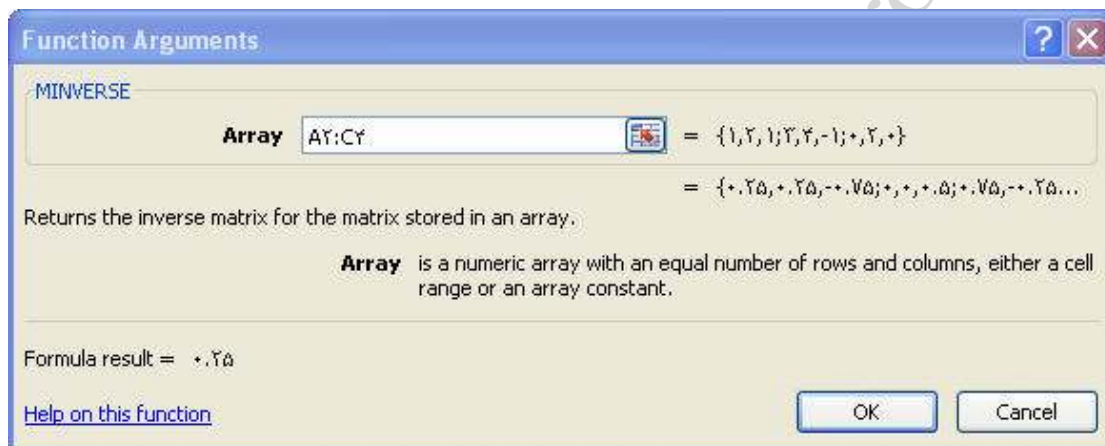 Function Arguments
MINVERSE
Array A۲:C۴ = {۱,۲,۱;۳,۴,-۱;۰,۲,۰}
= {۰.۲۵,۰.۲۵,-۰.۷۵;۰,۰,۰.۵;۰.۷۵,-۰.۲۵...
Returns the inverse matrix for the matrix stored in an array.
Array is a numeric array with an equal number of rows and columns, either a cell
range or an array constant.
Formula result = ۰.۲۵
Help on this function
OK Cancel